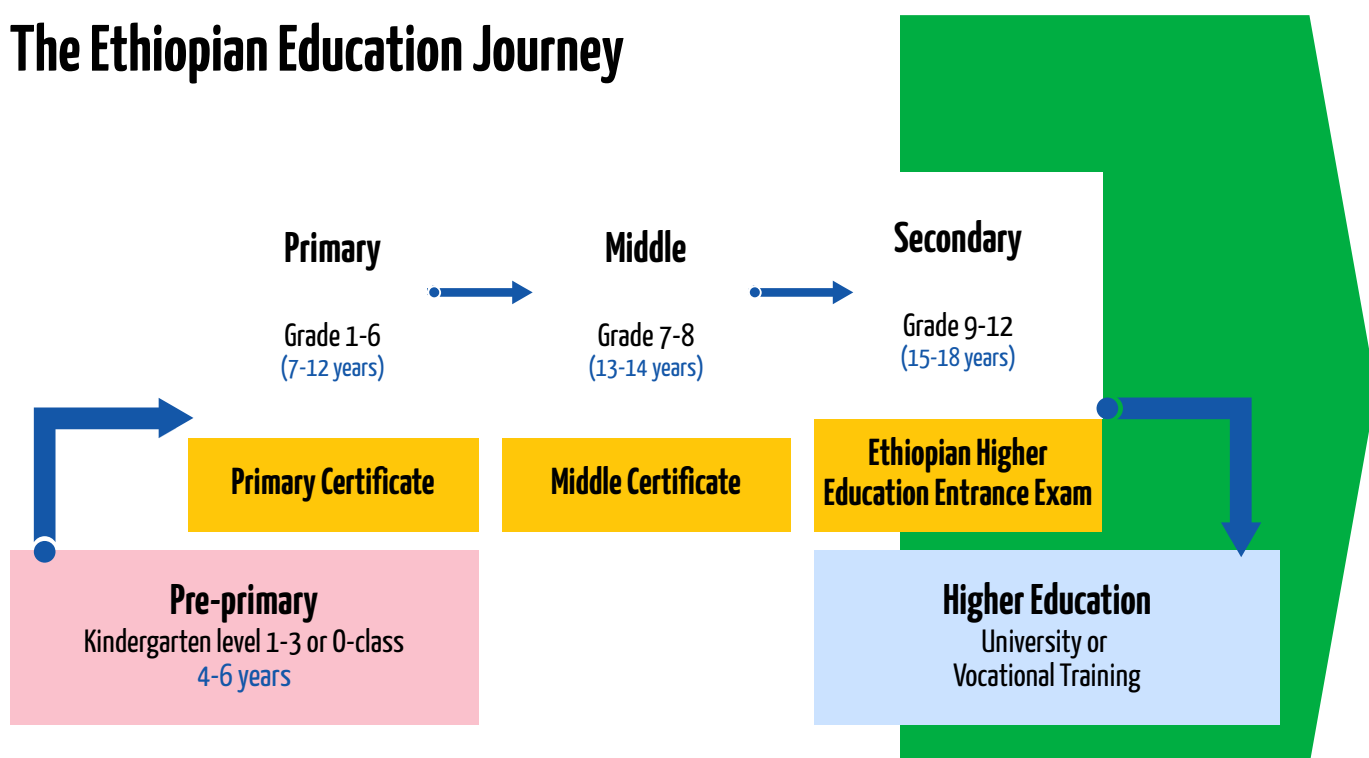 The Ethiopian Education Journey
Primary
Grade 1-6
(7-12 years)
Primary Certificate
Middle
Grade 7-8
(13-14 years)
Middle Certificate
Secondary
Grade 9-12
(15-18 years)
Ethiopian Higher
Education Entrance Exam
Pre-primary
Kindergarten level 1-3 or 0-class
4-6 years
Higher Education
University or
Vocational Training